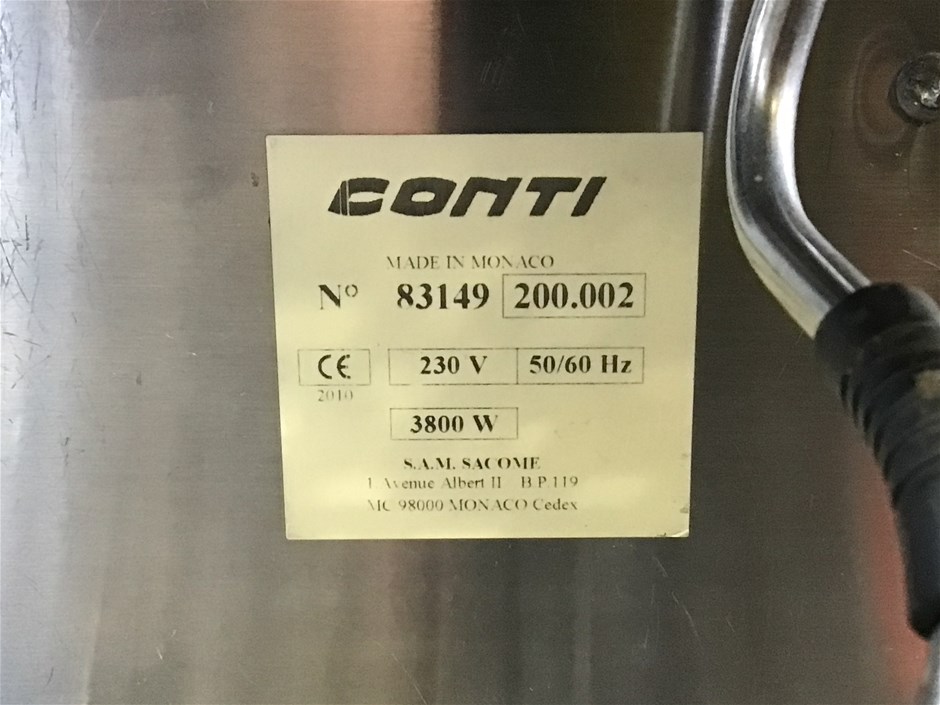 CONTI
MADE IN MONACO
Nº 83149 200.002
CE 230 V 50/60 Hz
2010
3800 W
S.A.M. SACOME
1 Avenue Albert II B.P.119
MC 98000 MONACO Cedex